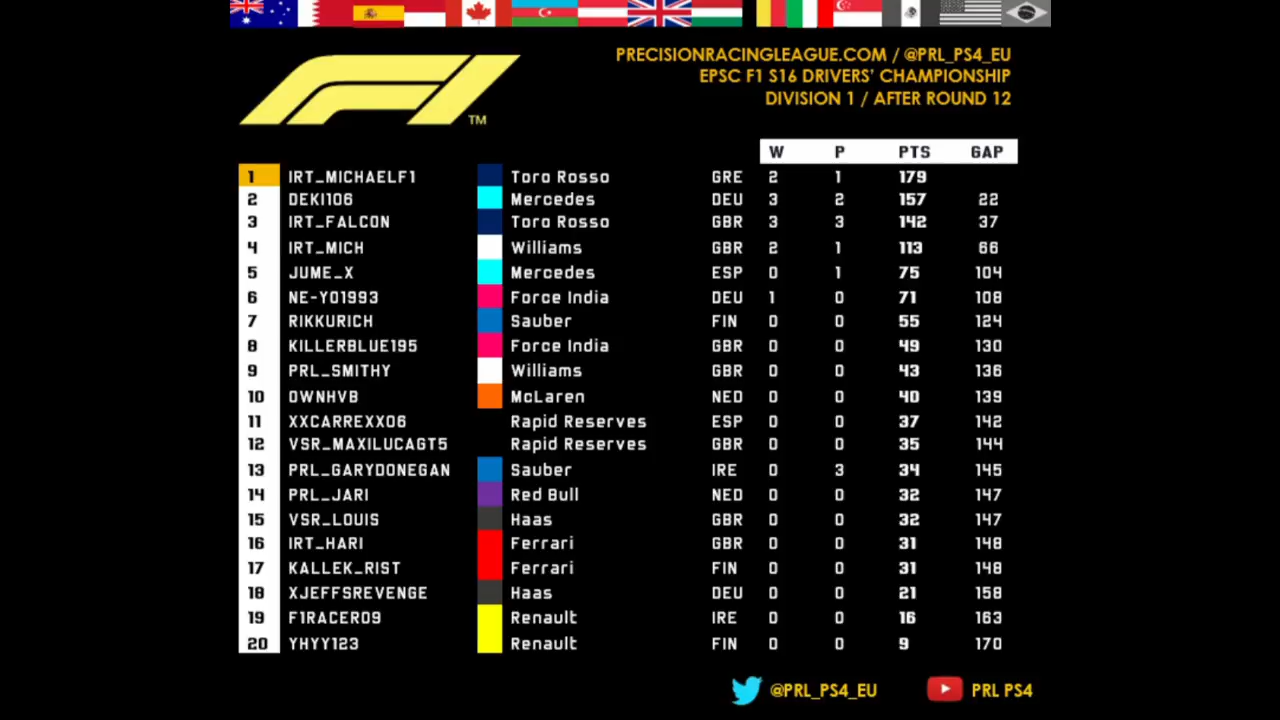 F1 TM
PRECISIONRACINGLEAGUE.COM / @PRL_PS4_EU
EPSC F1 S16 DRIVERS' CHAMPIONSHIP
DIVISION 1 / AFTER ROUND 12
W P PTS GAP
1 IRT_MICHAELF1 Toro Rosso GRE 2 1 179
2 DEKI106 Mercedes DEU 3 2 157 22
3 IRT_FALCON Toro Rosso GBR 3 3 142 37
4 IRT_MICH Williams GBR 2 1 113 66
5 JUME_X Mercedes ESP 0 1 75 104
6 NE-YO1993 Force India DEU 1 0 71 108
7 RIKKURICH Sauber FIN 0 0 55 124
8 KILLERBLUE195 Force India GBR 0 0 49 130
9 PRL_SMITHY Williams GBR 0 0 43 136
10 OWNHVB McLaren NED 0 0 40 139
11 XXCARREXX06 Rapid Reserves ESP 0 0 37 142
12 VSR_MAXILUCAGT5 Rapid Reserves GBR 0 0 35 144
13 PRL_GARYDONEGAN Sauber IRE 0 3 34 145
14 PRL_JARI Red Bull NED 0 0 32 147
15 VSR_LOUIS Haas GBR 0 0 32 147
16 IRT_HARI Ferrari GBR 0 0 31 148
17 KALLEK_RIST Ferrari FIN 0 0 31 148
18 XJEFFSREVENGE Haas DEU 0 0 21 158
19 F1RACER09 Renault IRE 0 0 16 163
20 YHYY123 Renault FIN 0 0 9 170
@PRL_PS4_EU PRL PS4